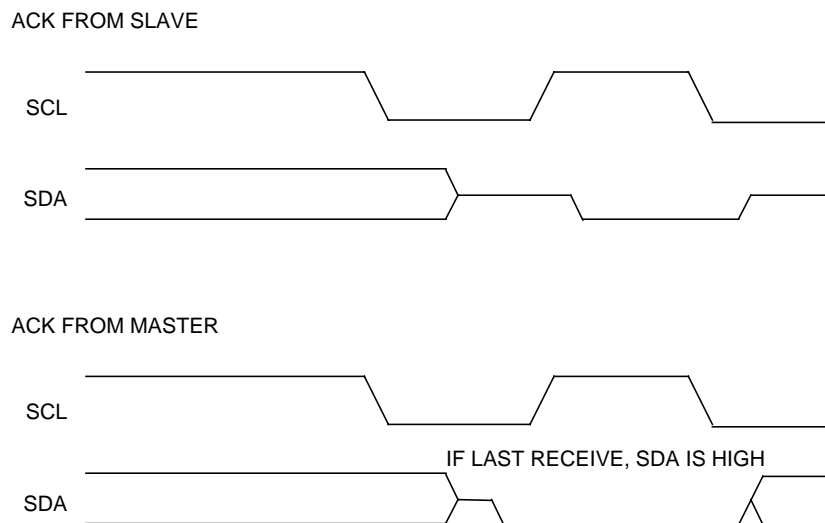 ACK FROM SLAVE
SCL
SDA
ACK FROM MASTER
SCL
IF LAST RECEIVE, SDA IS HIGH
SDA